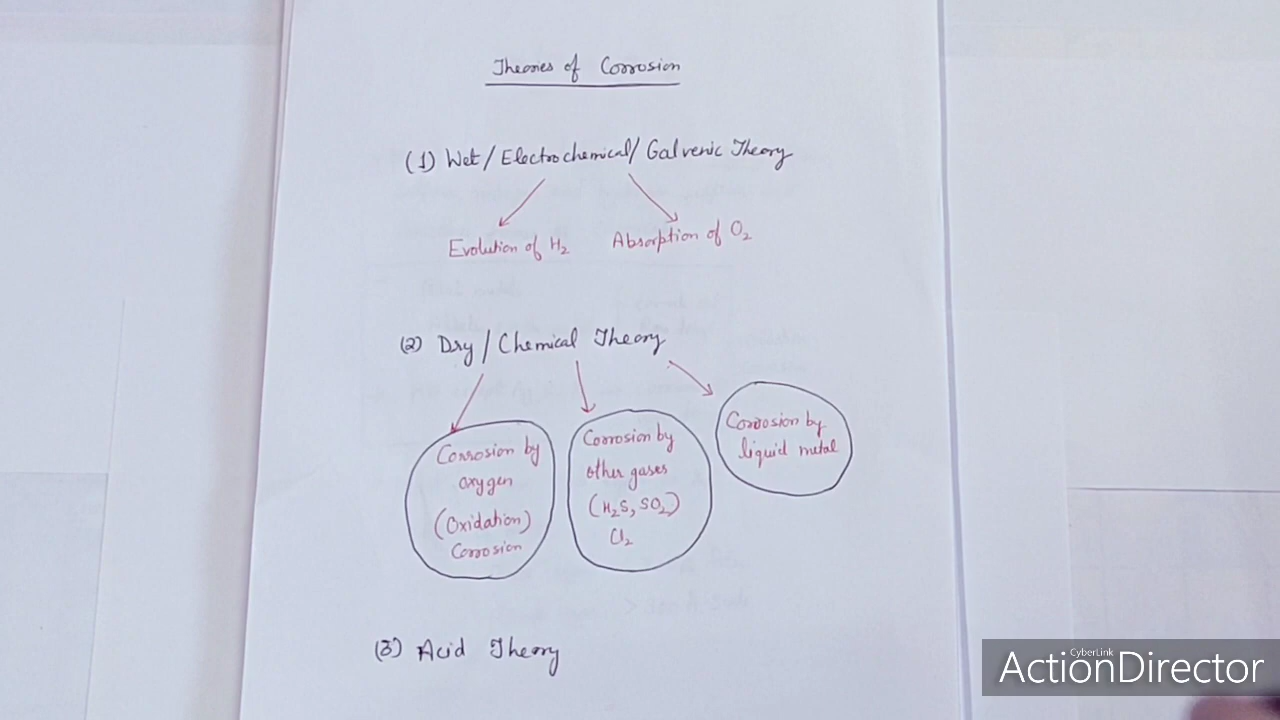 Theories of Corrosion
(1) Wet / Electrochemical / Galvenic Theory
Evolution of H₂
Absorption of O₂
(2) Dry / Chemical Theory
Corrosion by
oxygen
(Oxidation)
Corrosion
Corrosion by
other gases
(H₂S, SO₂)
Cl₂
Corrosion by
liquid metal
(3) Acid Theory
CyberLink
ActionDirector